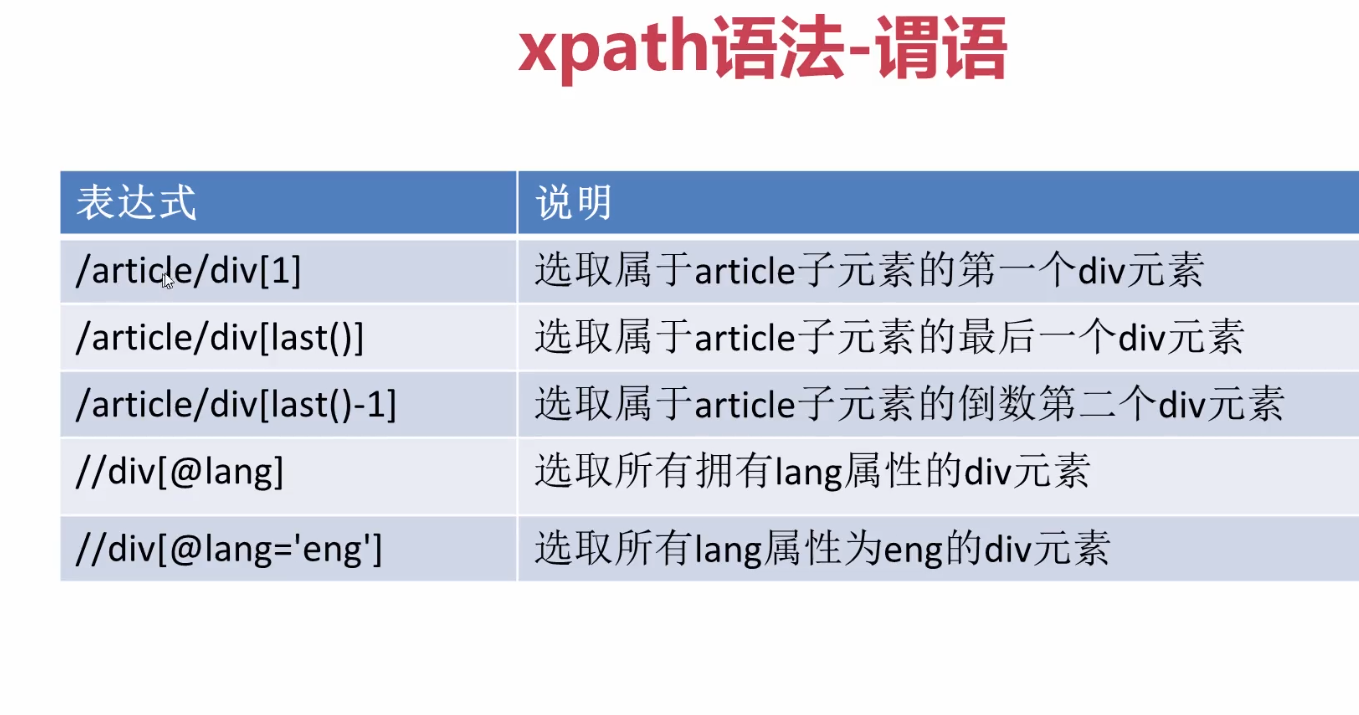 xpath语法-谓语
表达式 说明
/article/div[1] 选取属于article子元素的第一个div元素
/article/div[last()] 选取属于article子元素的最后一个div元素
/article/div[last()-1] 选取属于article子元素的倒数第二个div元素
//div[@lang] 选取所有拥有lang属性的div元素
//div[@lang='eng'] 选取所有lang属性为eng的div元素